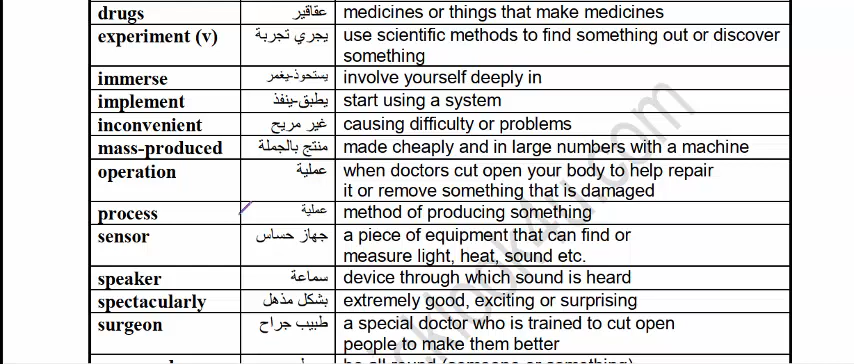 drugs عقاقير medicines or things that make medicines
experiment (v) يجري تجربة use scientific methods to find something out or discover
something
immerse يستحوذ-يغمر involve yourself deeply in
implement يطبق-ينفذ start using a system
inconvenient غير مريح causing difficulty or problems
mass-produced منتج بالجملة made cheaply and in large numbers with a machine
operation عملية when doctors cut open your body to help repair
it or remove something that is damaged
process عملية method of producing something
sensor جهاز حساس a piece of equipment that can find or
measure light, heat, sound etc.
speaker سماعة device through which sound is heard
spectacularly بشكل مذهل extremely good, exciting or surprising
surgeon طبيب جراح a special doctor who is trained to cut open
people to make them better
be all round (someone or something)